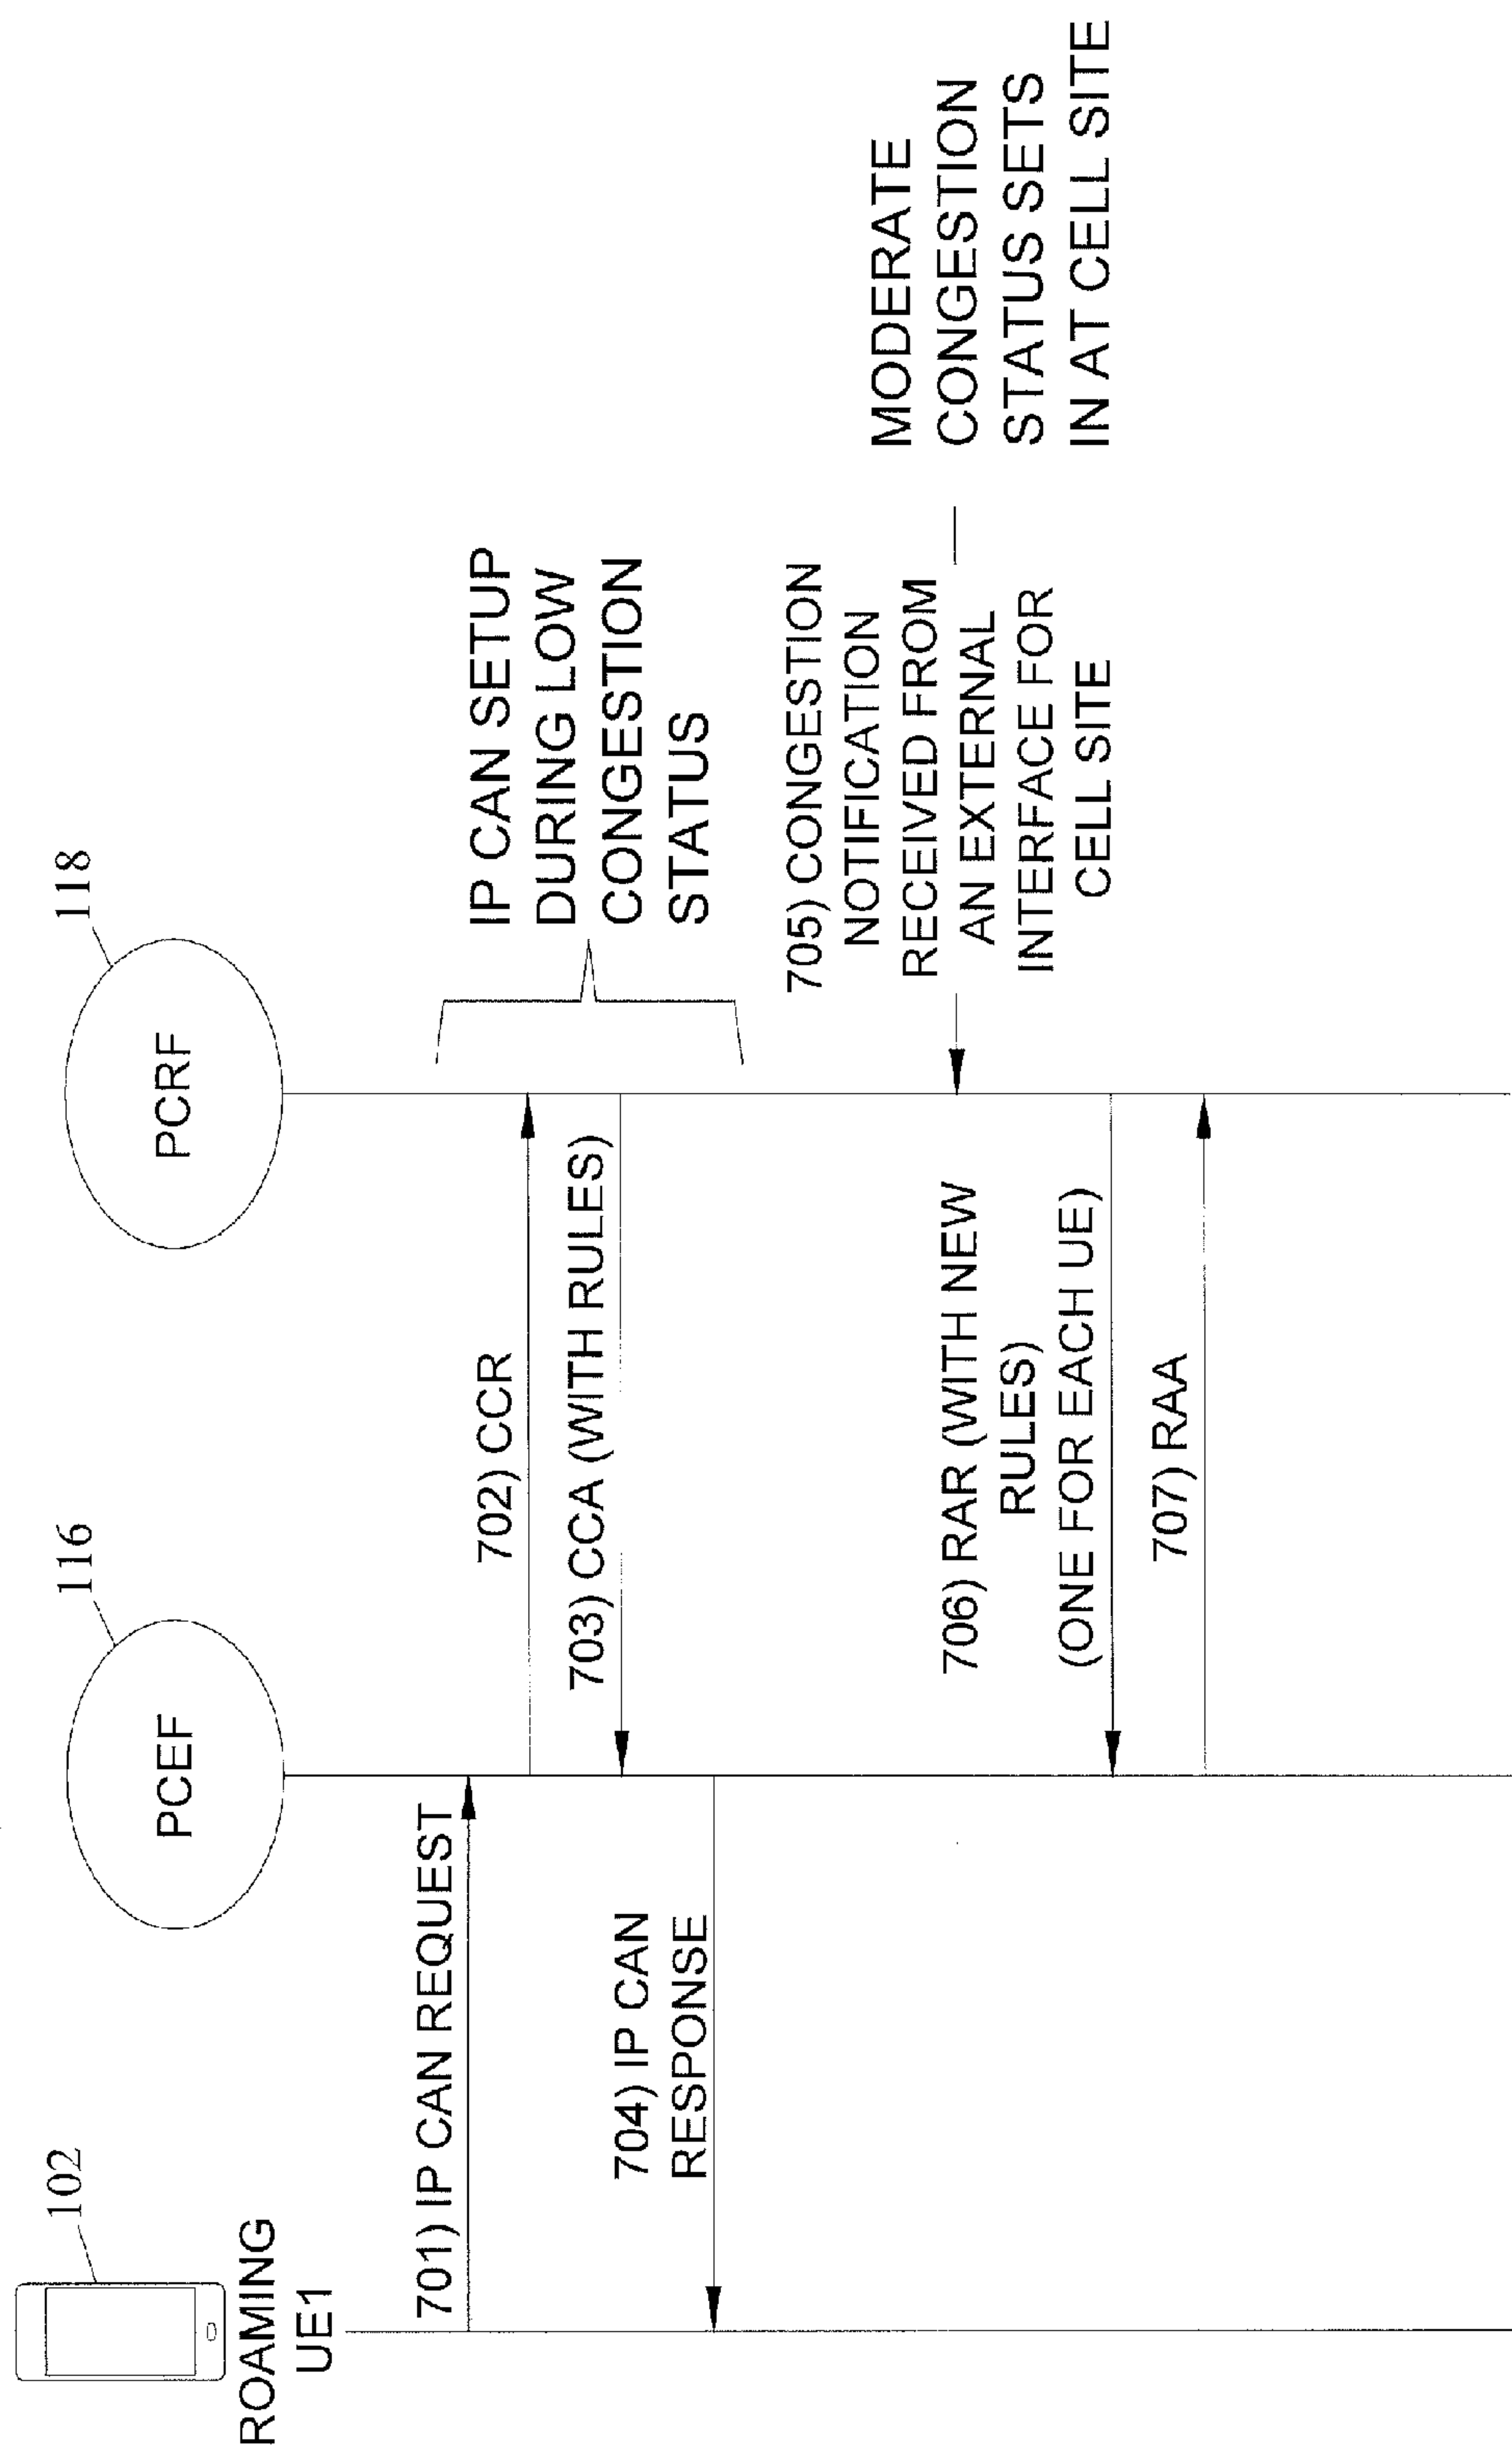 102
ROAMING
UE1
116
PCEF
118
PCRF
701) IP CAN REQUEST
702) CCR
703) CCA (WITH RULES)
704) IP CAN
RESPONSE
IP CAN SETUP
DURING LOW
CONGESTION
STATUS
705) CONGESTION
NOTIFICATION
RECEIVED FROM
AN EXTERNAL
INTERFACE FOR
CELL SITE
MODERATE
CONGESTION
STATUS SETS
IN AT CELL SITE
706) RAR (WITH NEW
RULES)
(ONE FOR EACH UE)
707) RAA